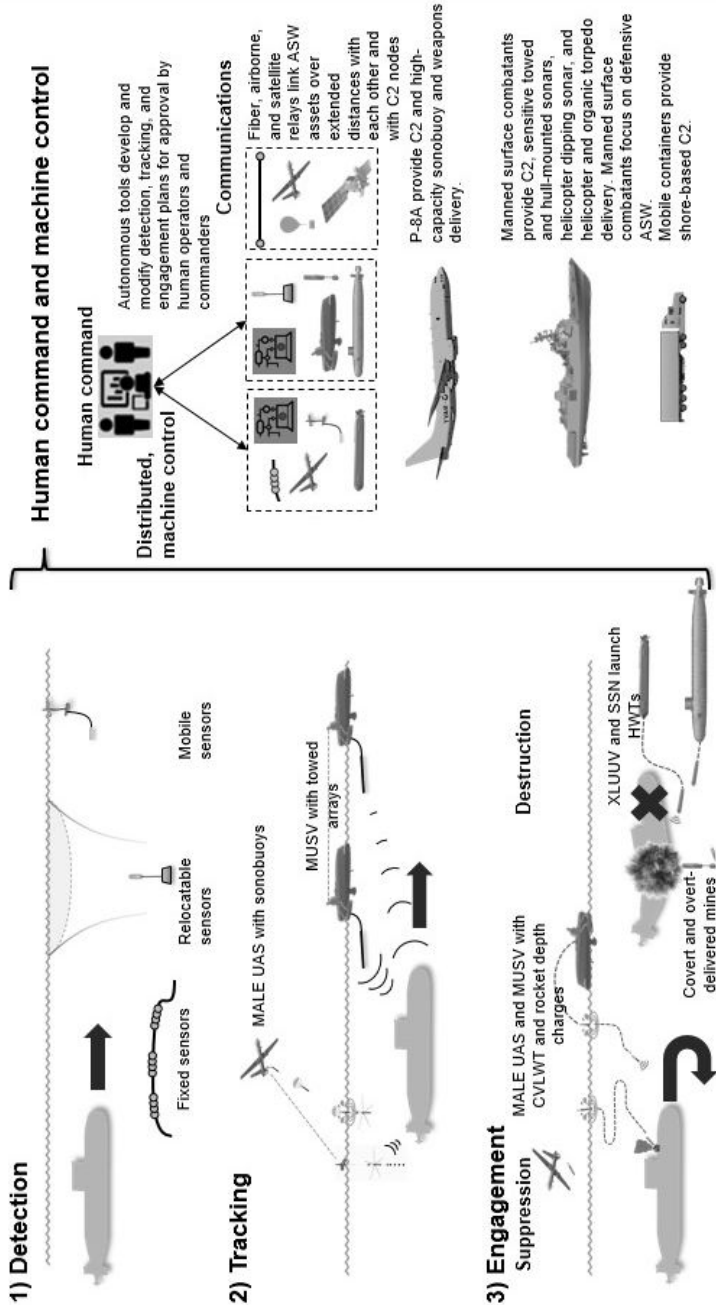 1) Detection
Fixed sensors
Relocatable
sensors
Mobile
sensors
2) Tracking
MALE UAS with sonobuoys
MUSV with towed
arrays
3) Engagement
Suppression
MALE UAS and MUSV with
CVLWT and rocket depth
charges
Destruction
XLUUV and SSN launch
HWTs
Covert and overt-
delivered mines
Human command and machine control
Human command
Distributed,
machine control
Autonomous tools develop and
modify detection, tracking, and
engagement plans for approval by
human operators and
commanders
Communications
Fiber, airborne,
and satellite
relays link ASW
assets over
extended
distances with
each other and
with C2 nodes
P-8A provide C2 and high-
capacity sonobuoy and weapons
delivery.
Manned surface combatants
provide C2, sensitive towed
and hull-mounted sonars,
helicopter dipping sonar, and
helicopter and organic torpedo
delivery. Manned surface
combatants focus on defensive
ASW.
Mobile containers provide
shore-based C2.